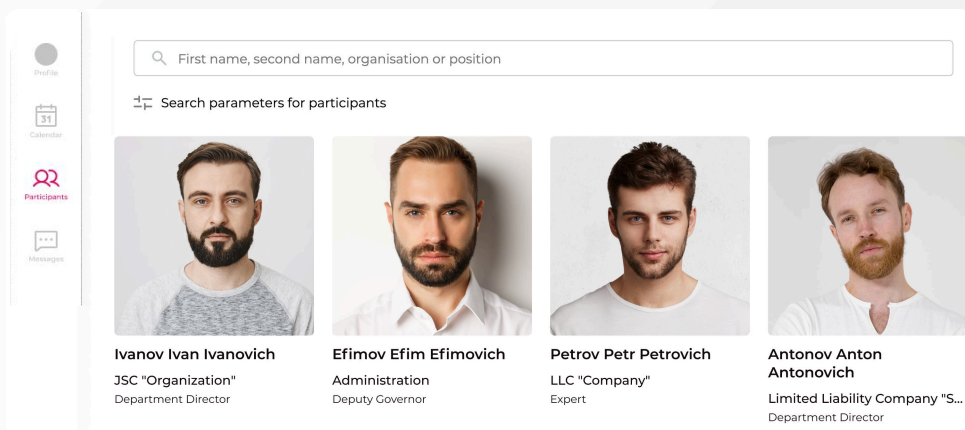 First name, second name, organisation or position
Search parameters for participants
Profile
31
Calendar
Participants
Messages
Ivanov Ivan Ivanovich
JSC "Organization"
Department Director
Efimov Efim Efimovich
Administration
Deputy Governor
Petrov Petr Petrovich
LLC "Company"
Expert
Antonov Anton
Antonovich
Limited Liability Company "S...
Department Director